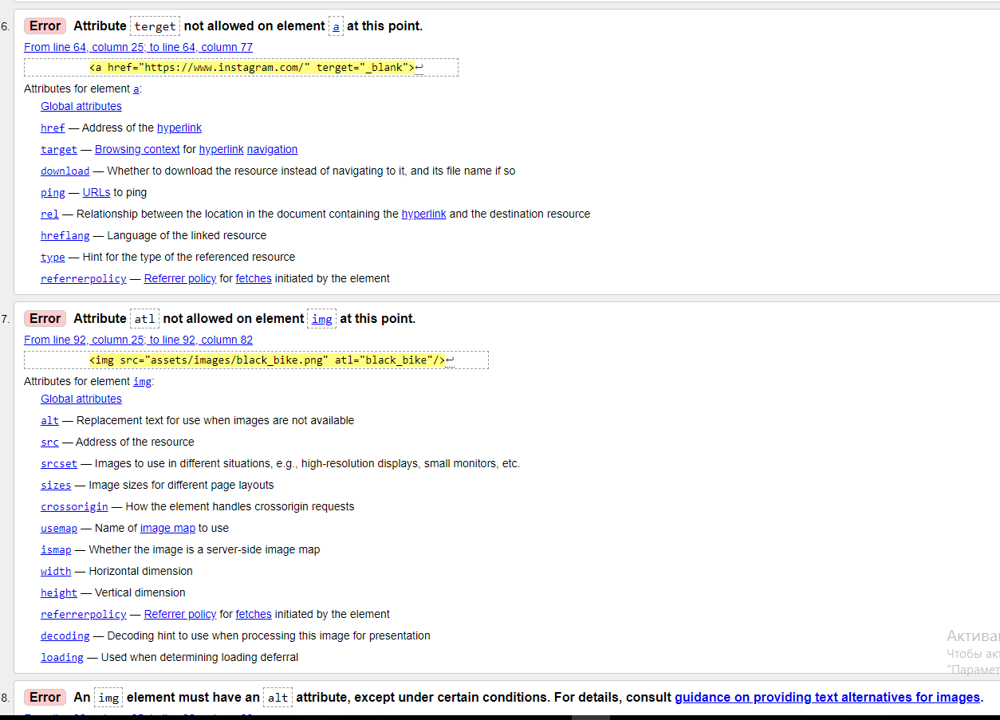 6. Error Attribute terget not allowed on element a at this point.
From line 64, column 25; to line 64, column 77
<a href="https://www.instagram.com/" terget="_blank">↩
Attributes for element a:
Global attributes
href — Address of the hyperlink
target — Browsing context for hyperlink navigation
download — Whether to download the resource instead of navigating to it, and its file name if so
ping — URLs to ping
rel — Relationship between the location in the document containing the hyperlink and the destination resource
hreflang — Language of the linked resource
type — Hint for the type of the referenced resource
referrerpolicy — Referrer policy for fetches initiated by the element
7. Error Attribute atl not allowed on element img at this point.
From line 92, column 25; to line 92, column 82
<img src="assets/images/black_bike.png" atl="black_bike"/>↩
Attributes for element img:
Global attributes
alt — Replacement text for use when images are not available
src — Address of the resource
srcset — Images to use in different situations, e.g., high-resolution displays, small monitors, etc.
sizes — Image sizes for different page layouts
crossorigin — How the element handles crossorigin requests
usemap — Name of image map to use
ismap — Whether the image is a server-side image map
width — Horizontal dimension
height — Vertical dimension
referrerpolicy — Referrer policy for fetches initiated by the element
decoding — Decoding hint to use when processing this image for presentation
loading — Used when determining loading deferral
Актива
Чтобы ак
"Парамет
8. Error An img element must have an alt attribute, except under certain conditions. For details, consult guidance on providing text alternatives for images.